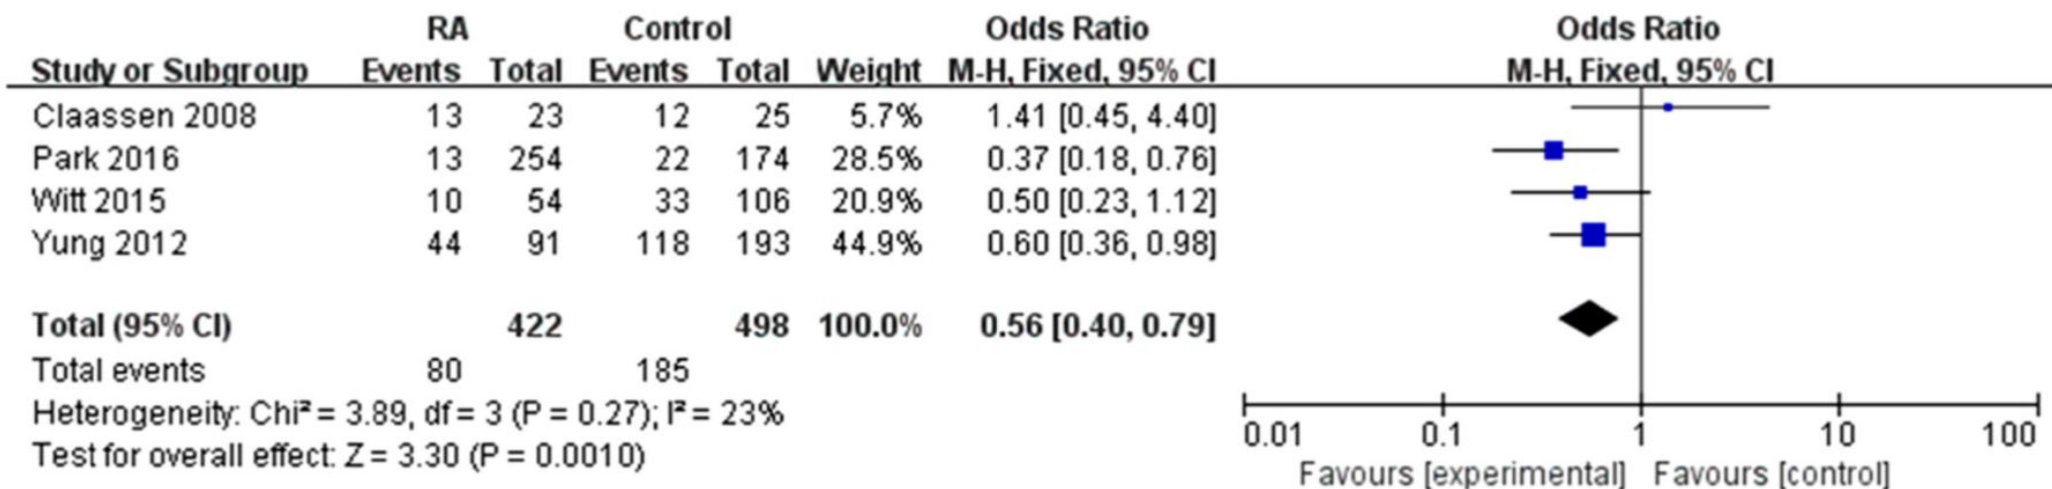 RA Control Odds Ratio Odds Ratio
Study or Subgroup Events Total Events Total Weight M-H, Fixed, 95% CI M-H, Fixed, 95% CI
Claassen 2008 13 23 12 25 5.7% 1.41 [0.45, 4.40]
Park 2016 13 254 22 174 28.5% 0.37 [0.18, 0.76]
Witt 2015 10 54 33 106 20.9% 0.50 [0.23, 1.12]
Yung 2012 44 91 118 193 44.9% 0.60 [0.36, 0.98]
Total (95% CI) 422 498 100.0% 0.56 [0.40, 0.79]
Total events 80 185
Heterogeneity: Chi² = 3.89, df = 3 (P = 0.27); I² = 23%
Test for overall effect: Z = 3.30 (P = 0.0010)
0.01 0.1 1 10 100
Favours [experimental] Favours [control]